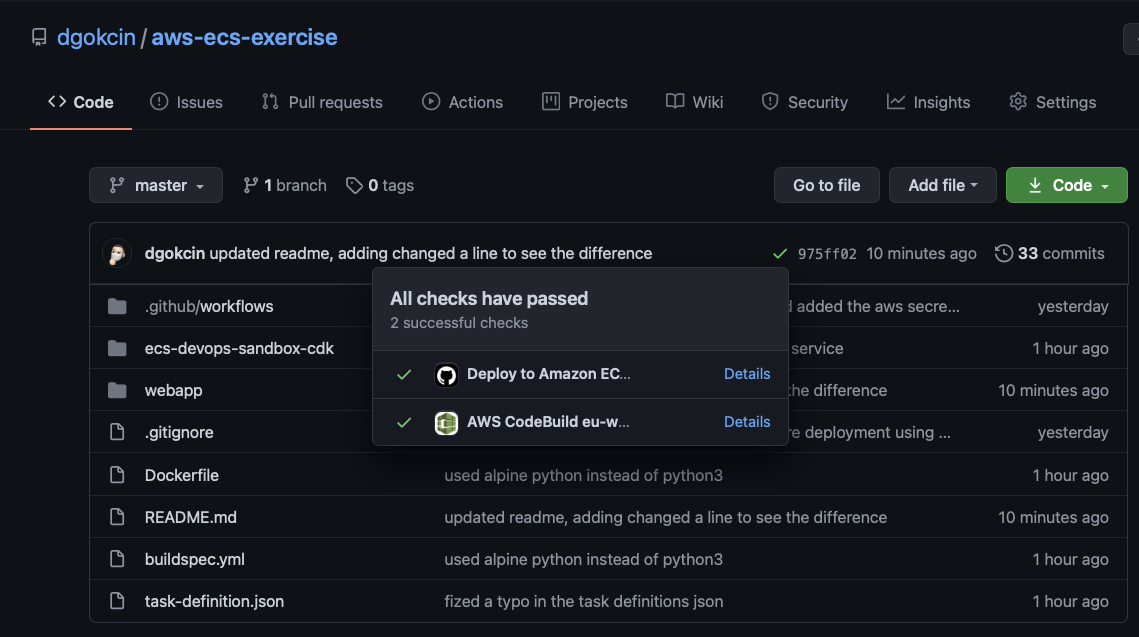 dgokcin / aws-ecs-exercise
Code Issues Pull requests Actions Projects Wiki Security Insights Settings
master 1 branch 0 tags Go to file Add file Code
dgokcin updated readme, adding changed a line to see the difference 975ff02 10 minutes ago 33 commits
All checks have passed
2 successful checks
Deploy to Amazon EC... Details
AWS CodeBuild eu-w... Details
.github/workflows added the aws secre... yesterday
ecs-devops-sandbox-cdk service 1 hour ago
webapp the difference 10 minutes ago
.gitignore deployment using ... yesterday
Dockerfile used alpine python instead of python3 1 hour ago
README.md updated readme, adding changed a line to see the difference 10 minutes ago
buildspec.yml used alpine python instead of python3 1 hour ago
task-definition.json fized a typo in the task definitions json 1 hour ago